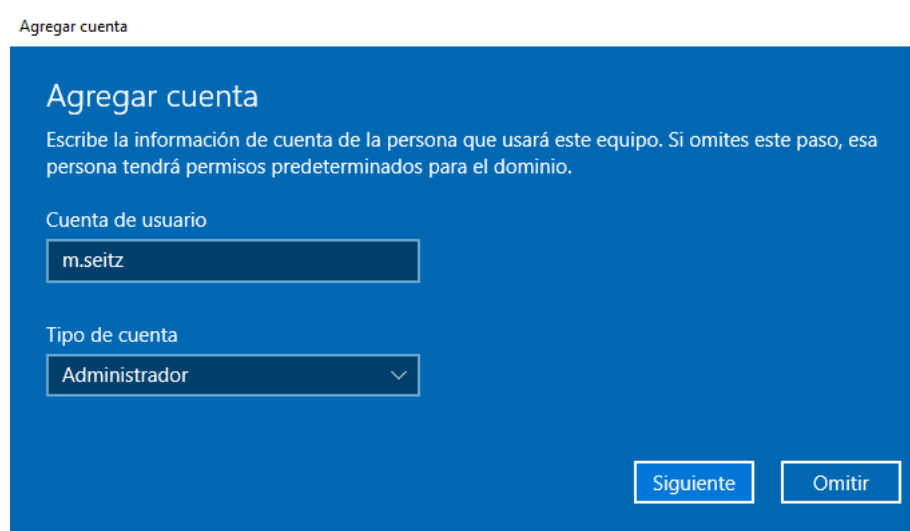 Agregar cuenta
Agregar cuenta
Escribe la información de cuenta de la persona que usará este equipo. Si omites este paso, esa
persona tendrá permisos predeterminados para el dominio.
Cuenta de usuario
m.seitz
Tipo de cuenta
Administrador
Siguiente Omitir